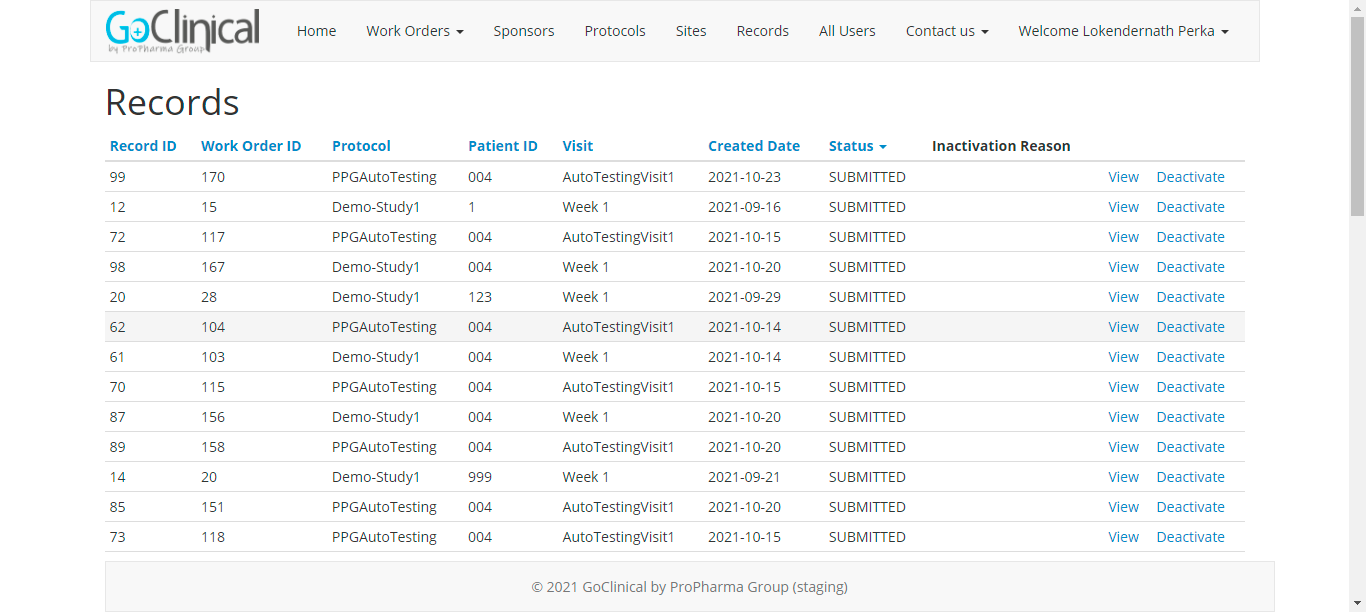 GoClinical
by ProPharma Group
Home Work Orders Sponsors Protocols Sites Records All Users Contact us Welcome Lokendernath Perka
Records
Record ID Work Order ID Protocol Patient ID Visit Created Date Status Inactivation Reason
99 170 PPGAutoTesting 004 AutoTestingVisit1 2021-10-23 SUBMITTED View Deactivate
12 15 Demo-Study1 1 Week 1 2021-09-16 SUBMITTED View Deactivate
72 117 PPGAutoTesting 004 AutoTestingVisit1 2021-10-15 SUBMITTED View Deactivate
98 167 Demo-Study1 004 Week 1 2021-10-20 SUBMITTED View Deactivate
20 28 Demo-Study1 123 Week 1 2021-09-29 SUBMITTED View Deactivate
62 104 PPGAutoTesting 004 AutoTestingVisit1 2021-10-14 SUBMITTED View Deactivate
61 103 Demo-Study1 004 Week 1 2021-10-14 SUBMITTED View Deactivate
70 115 PPGAutoTesting 004 AutoTestingVisit1 2021-10-15 SUBMITTED View Deactivate
87 156 Demo-Study1 004 Week 1 2021-10-20 SUBMITTED View Deactivate
89 158 PPGAutoTesting 004 AutoTestingVisit1 2021-10-20 SUBMITTED View Deactivate
14 20 Demo-Study1 999 Week 1 2021-09-21 SUBMITTED View Deactivate
85 151 PPGAutoTesting 004 AutoTestingVisit1 2021-10-20 SUBMITTED View Deactivate
73 118 PPGAutoTesting 004 AutoTestingVisit1 2021-10-15 SUBMITTED View Deactivate
© 2021 GoClinical by ProPharma Group (staging)